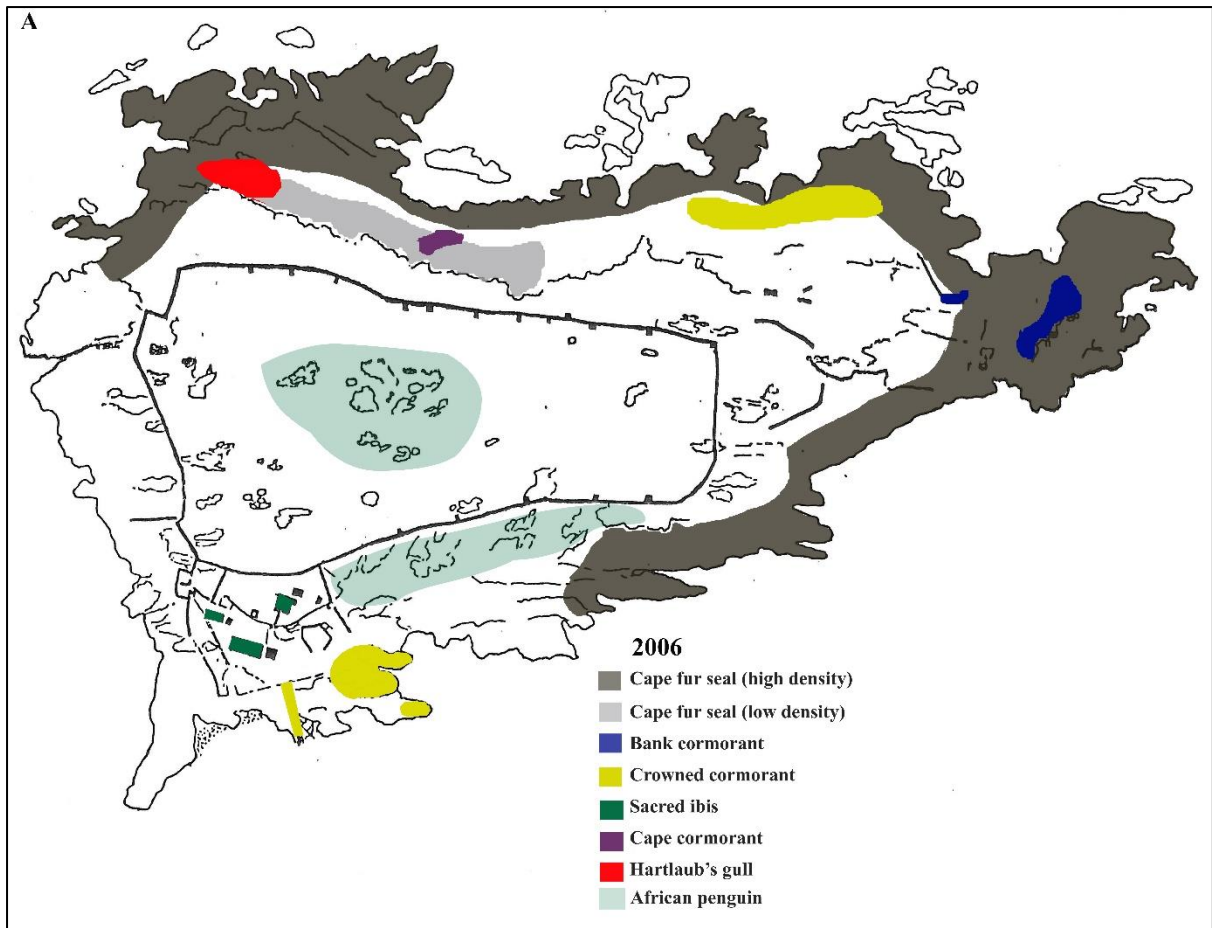 A
2006
Cape fur seal (high density)
Cape fur seal (low density)
Bank cormorant
Crowned cormorant
Sacred ibis
Cape cormorant
Hartlaub's gull
African penguin